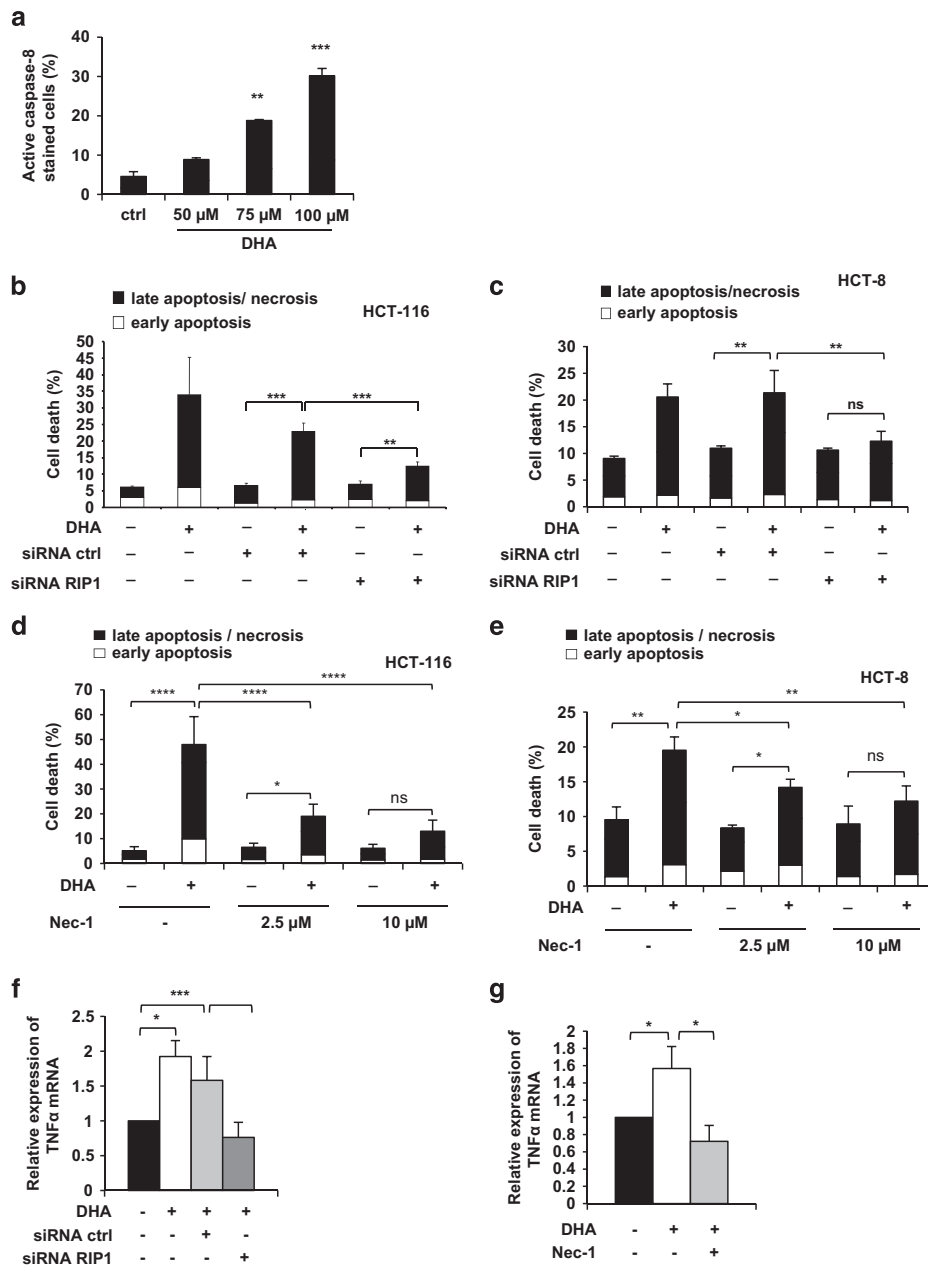 a
Active caspase-8
stained cells (%)
40
30
20
10
0
***
**
ctrl
50 µM
75 µM
100 µM
DHA
b
late apoptosis/ necrosis
early apoptosis
HCT-116
Cell death (%)
50
45
40
35
30
25
20
15
10
5
0
***
***
**
DHA – + – + – +
siRNA ctrl – – + + – –
siRNA RIP1 – – – – + +
c
late apoptosis/necrosis
early apoptosis
HCT-8
Cell death (%)
30
25
20
15
10
5
0
**
**
ns
DHA – + – + – +
siRNA ctrl – – + + – –
siRNA RIP1 – – – – + +
d
late apoptosis / necrosis
early apoptosis
HCT-116
Cell death (%)
70
60
50
40
30
20
10
0
****
****
****
*
ns
DHA – + – + – +
Nec-1 - 2.5 µM 10 µM
e
late apoptosis / necrosis
early apoptosis
HCT-8
Cell death (%)
25
20
15
10
5
0
**
**
*
*
ns
DHA – + – + – +
Nec-1 - 2.5 µM 10 µM
f
Relative expression of
TNFα mRNA
2.5
2
1.5
1
0.5
0
***
*
DHA - + + +
siRNA ctrl - - + -
siRNA RIP1 - - - +
g
Relative expression of
TNFα mRNA
2
1.8
1.6
1.4
1.2
1
0.8
0.6
0.4
0.2
0
*
*
DHA - + +
Nec-1 - - +